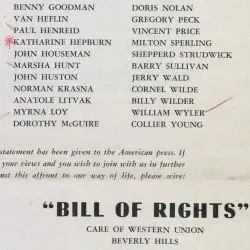 BENNY GOODMAN DORIS NOLAN
VAN HEFLIN GREGORY PECK
PAUL HENREID VINCENT PRICE
KATHARINE HEPBURN MILTON SPERLING
JOHN HOUSEMAN SHEPPERD STRUDWICK
MARSHA HUNT BARRY SULLIVAN
JOHN HUSTON JERRY WALD
NORMAN KRASNA CORNEL WILDE
ANATOLE LITVAK BILLY WILDER
MYRNA LOY WILLIAM WYLER
DOROTHY McGUIRE COLLIER YOUNG
statement has been given to the American press. If
your views and you wish to join with us in further
this affront to our way of life, please wire:
"BILL OF RIGHTS"
CARE OF WESTERN UNION
BEVERLY HILLS